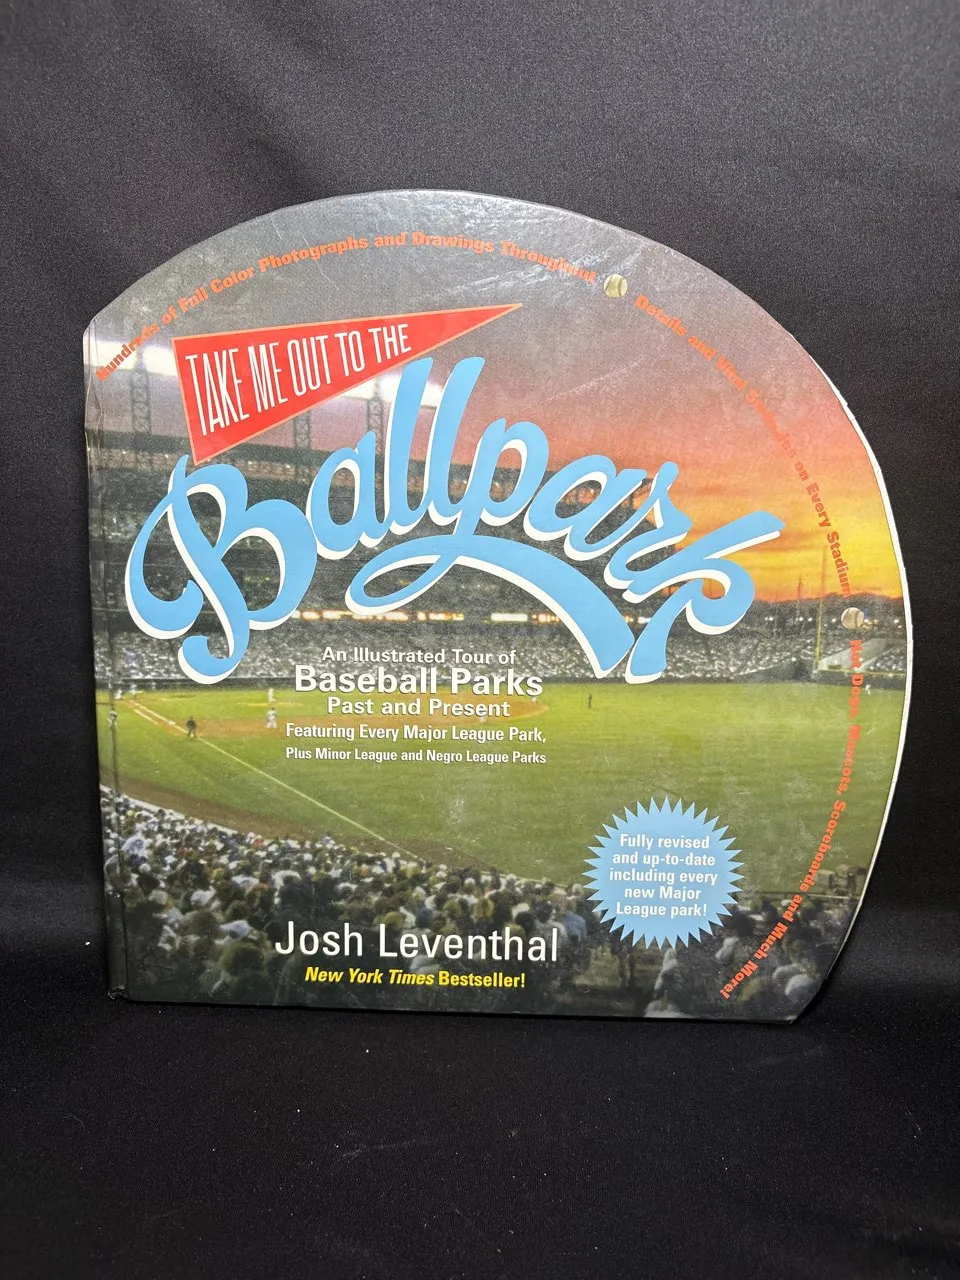 Hundreds of Full Color Photographs and Drawings Throughout
Details and Vital Statistics on Every Stadium
Hot Dogs, Mascots, Scoreboards and Much More!
TAKE ME OUT TO THE
Ballpark
An Illustrated Tour of
Baseball Parks
Past and Present
Featuring Every Major League Park,
Plus Minor League and Negro League Parks
Fully revised
and up-to-date
including every
new Major
League park!
Josh Leventhal
New York Times Bestseller!